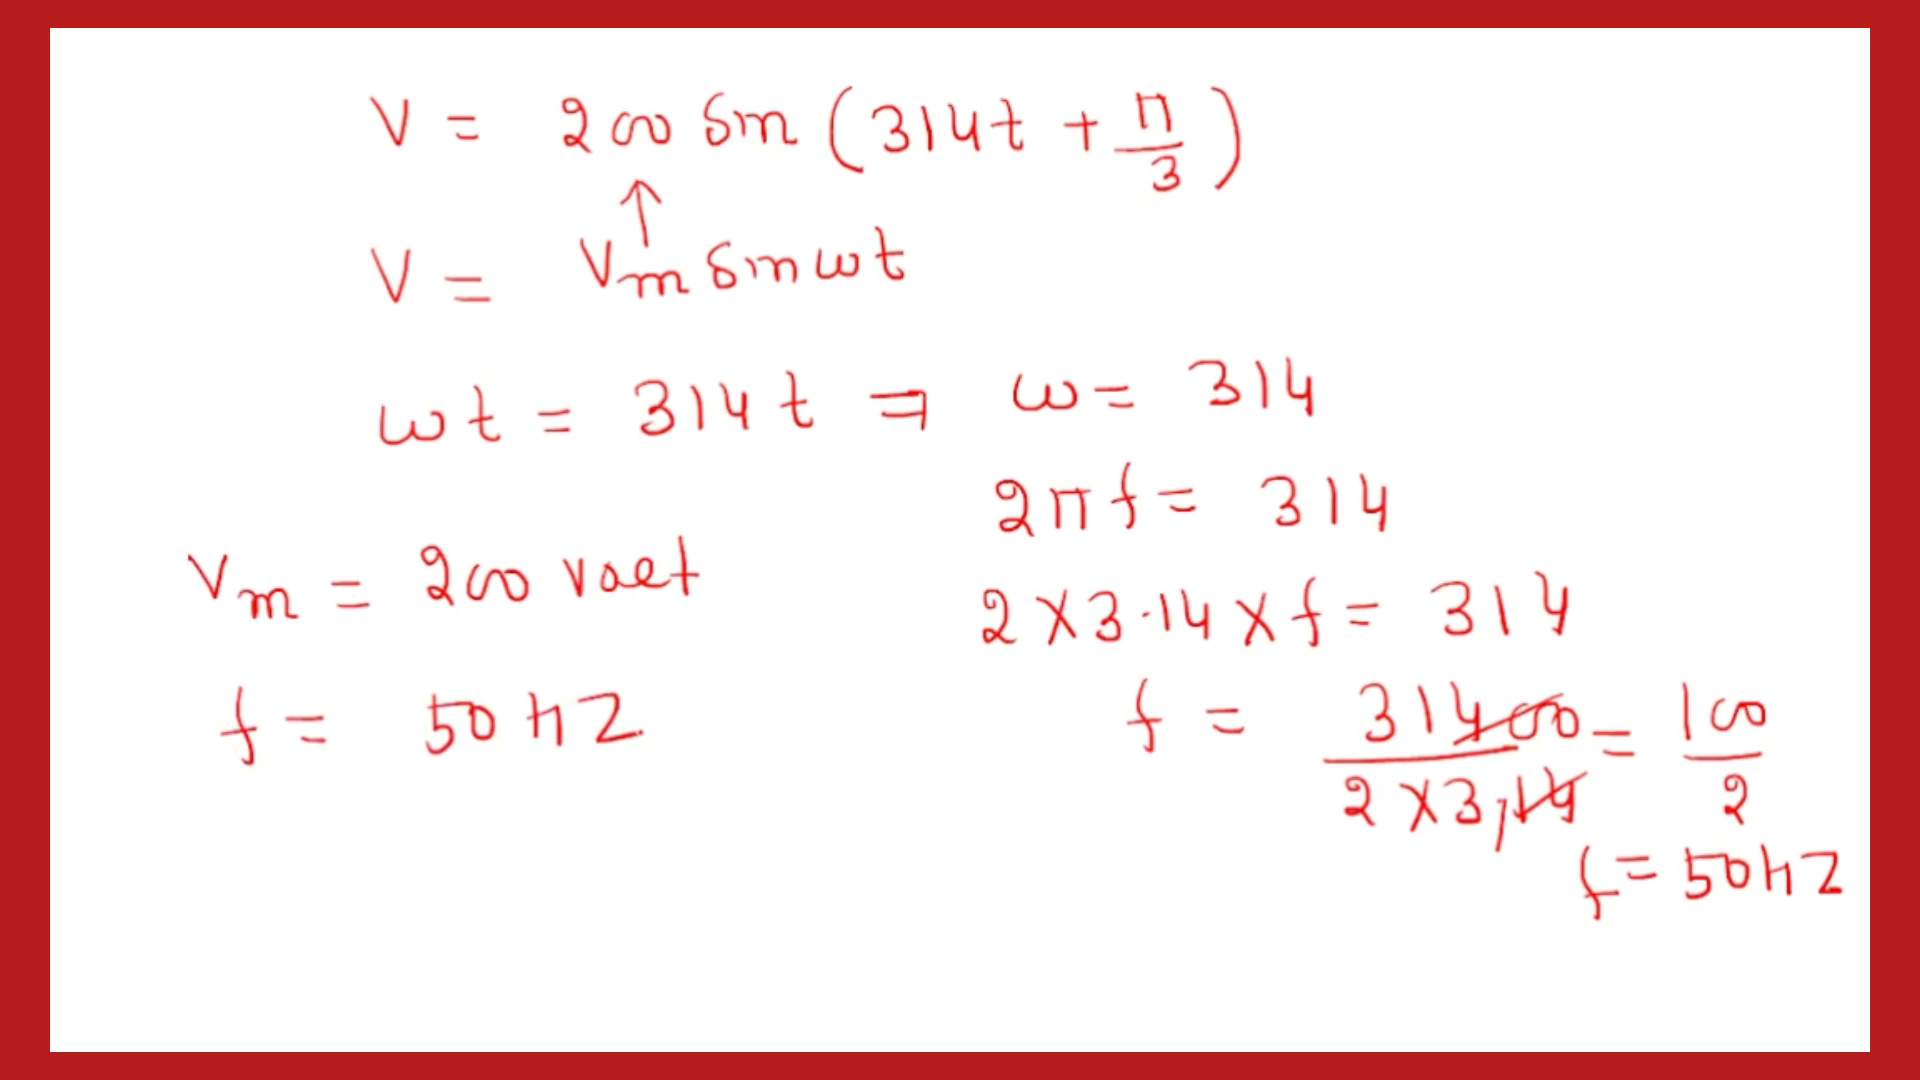 V = 200 Sin (314t + π/3)
↑
V = Vm Sin ωt
ωt = 314t ⇒ ω = 314
2πf = 314
Vm = 200 volt
2 × 3.14 × f = 314
f = 50 Hz
f = 31400 / 2 × 3.14 = 100 / 2
f = 50 Hz